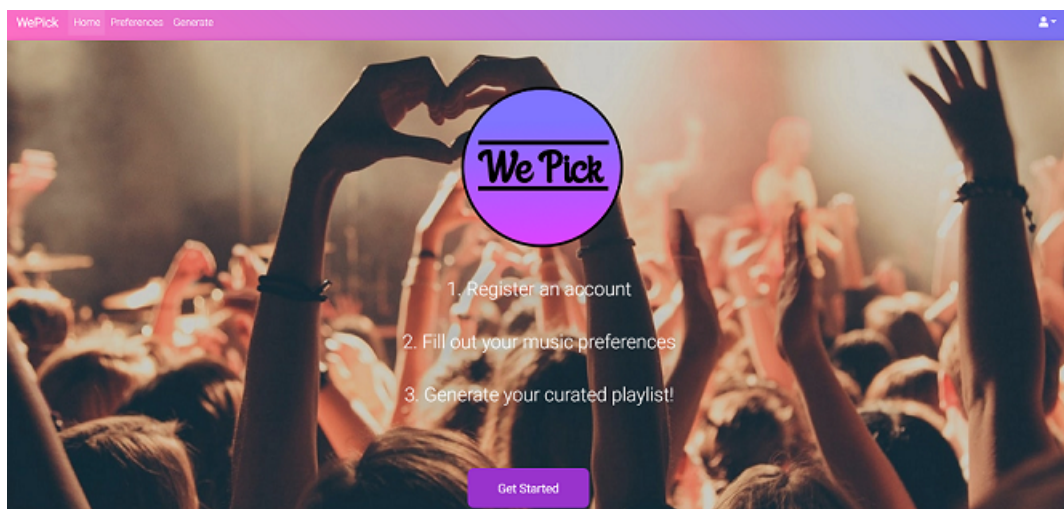 WePick Home Preferences Generate
We Pick
1. Register an account
2. Fill out your music preferences
3. Generate your curated playlist!
Get Started